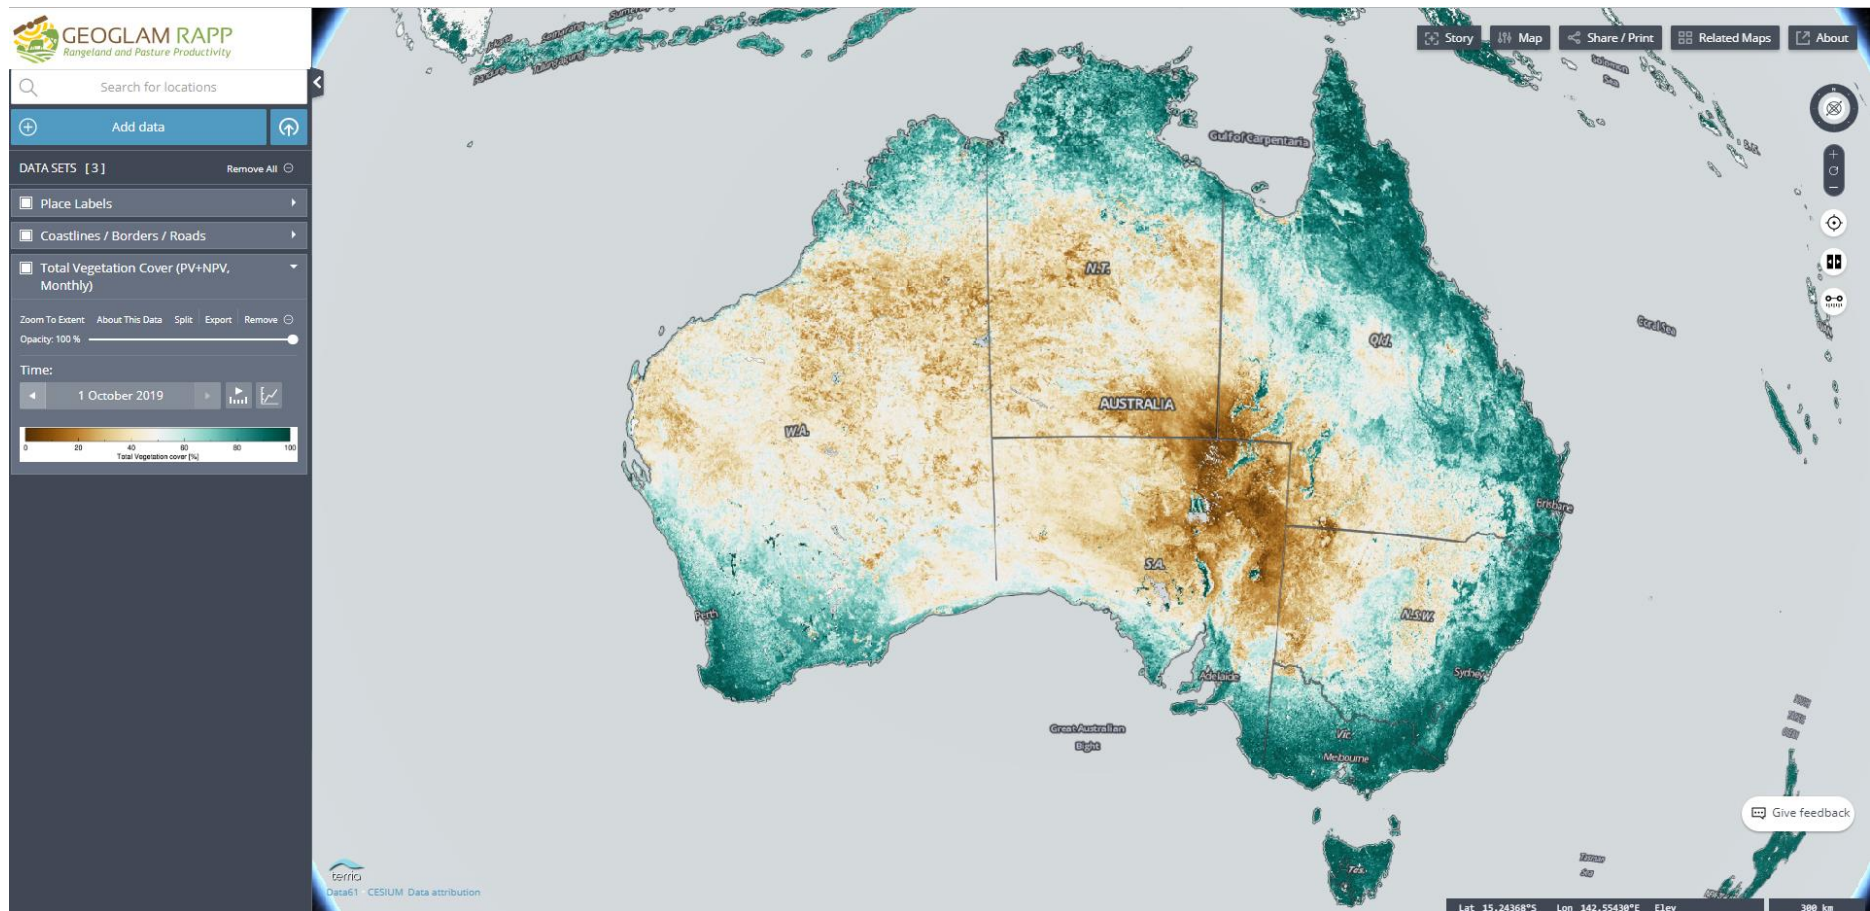 GEOGLAM RAPP
Rangeland and Pasture Productivity
Search for locations
Add data
DATA SETS [3]
Remove All
Place Labels
Coastlines / Borders / Roads
Total Vegetation Cover (PV+NPV,
Monthly)
Zoom To Extent About This Data Split Export Remove
Opacity: 100 %
Time:
1 October 2019
0 20 40 60 80 100
Total Vegetation cover [%]
Story
Map
Share / Print
Related Maps
About
Solomon
Sea
Gulf of Carpentaria
N.T.
Coral Sea
Qld.
AUSTRALIA
W.A.
Brisbane
S.A.
N.S.W.
Perth
Adelaide
Sydney
Great Australian
Bight
Vic
Melbourne
Tas.
Tasman
Sea
Give feedback
terria
Data61 CESIUM Data attribution
Lat 15.24368°S Lon 142.55430°E Elev
300 km